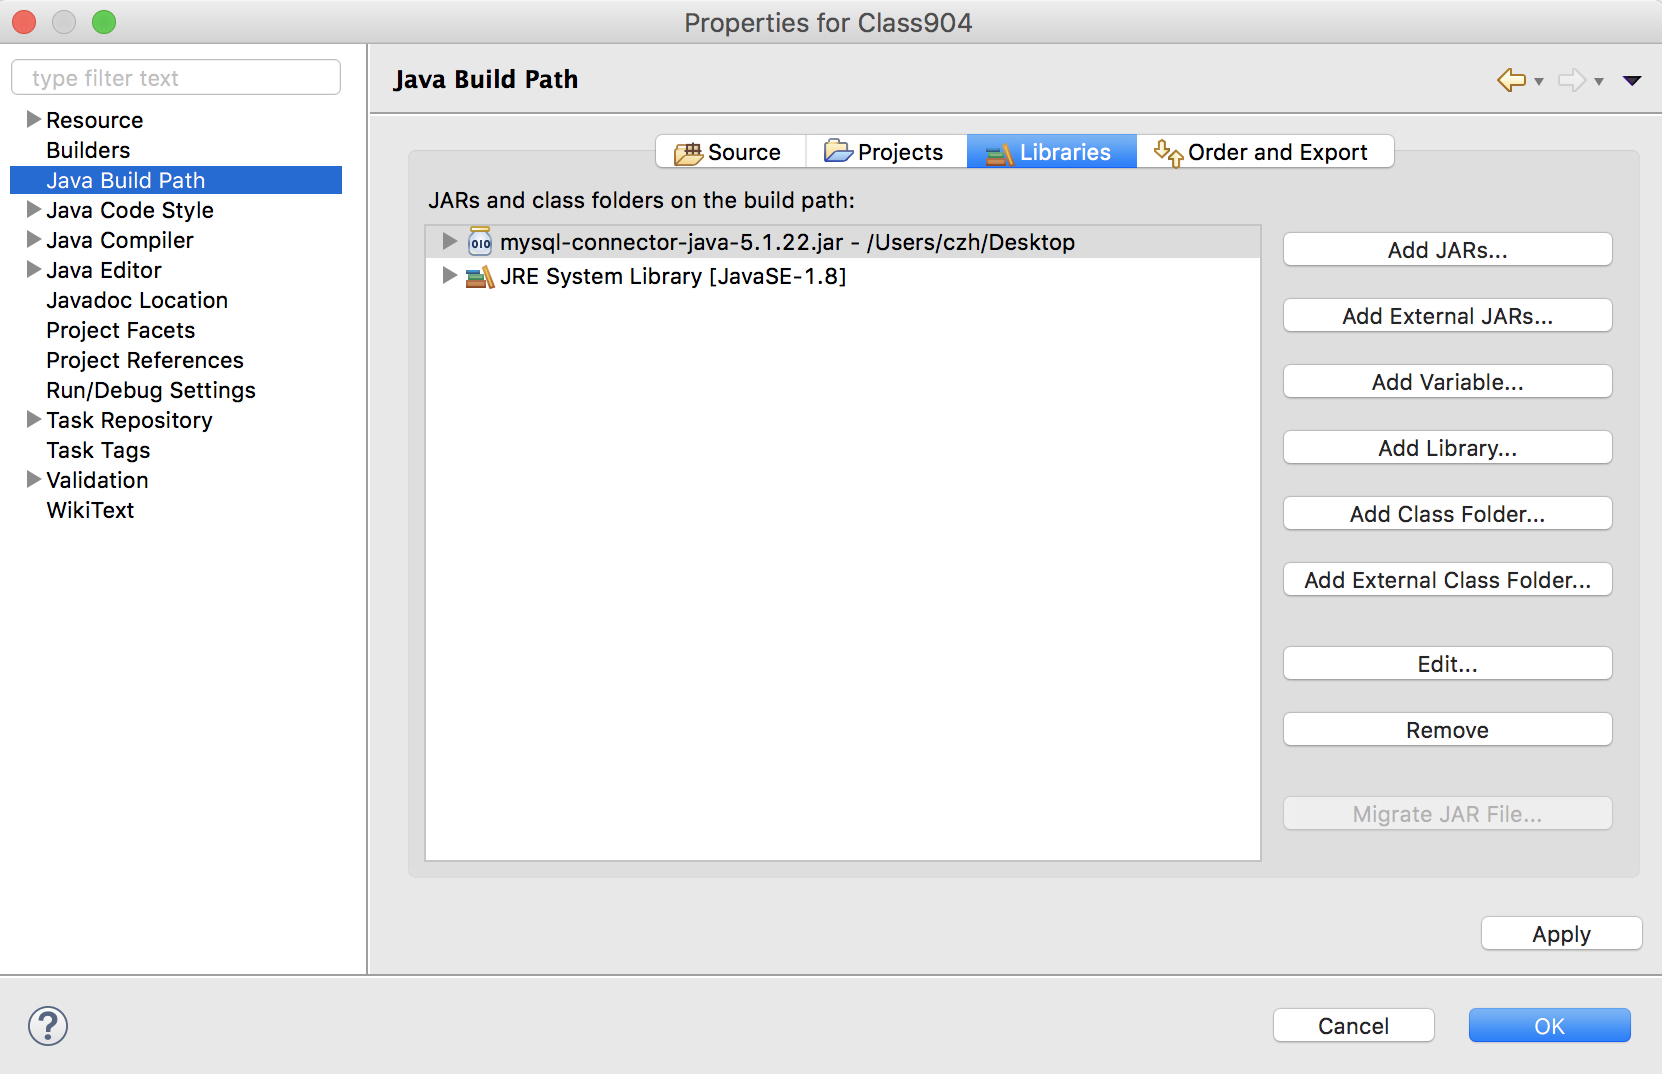 Properties for Class904
type filter text
Resource
Builders
Java Build Path
Java Code Style
Java Compiler
Java Editor
Javadoc Location
Project Facets
Project References
Run/Debug Settings
Task Repository
Task Tags
Validation
WikiText
Java Build Path
Source Projects Libraries Order and Export
JARs and class folders on the build path:
010 mysql-connector-java-5.1.22.jar - /Users/czh/Desktop
JRE System Library [JavaSE-1.8]
Add JARs...
Add External JARs...
Add Variable...
Add Library...
Add Class Folder...
Add External Class Folder...
Edit...
Remove
Migrate JAR File...
Apply
?
Cancel
OK